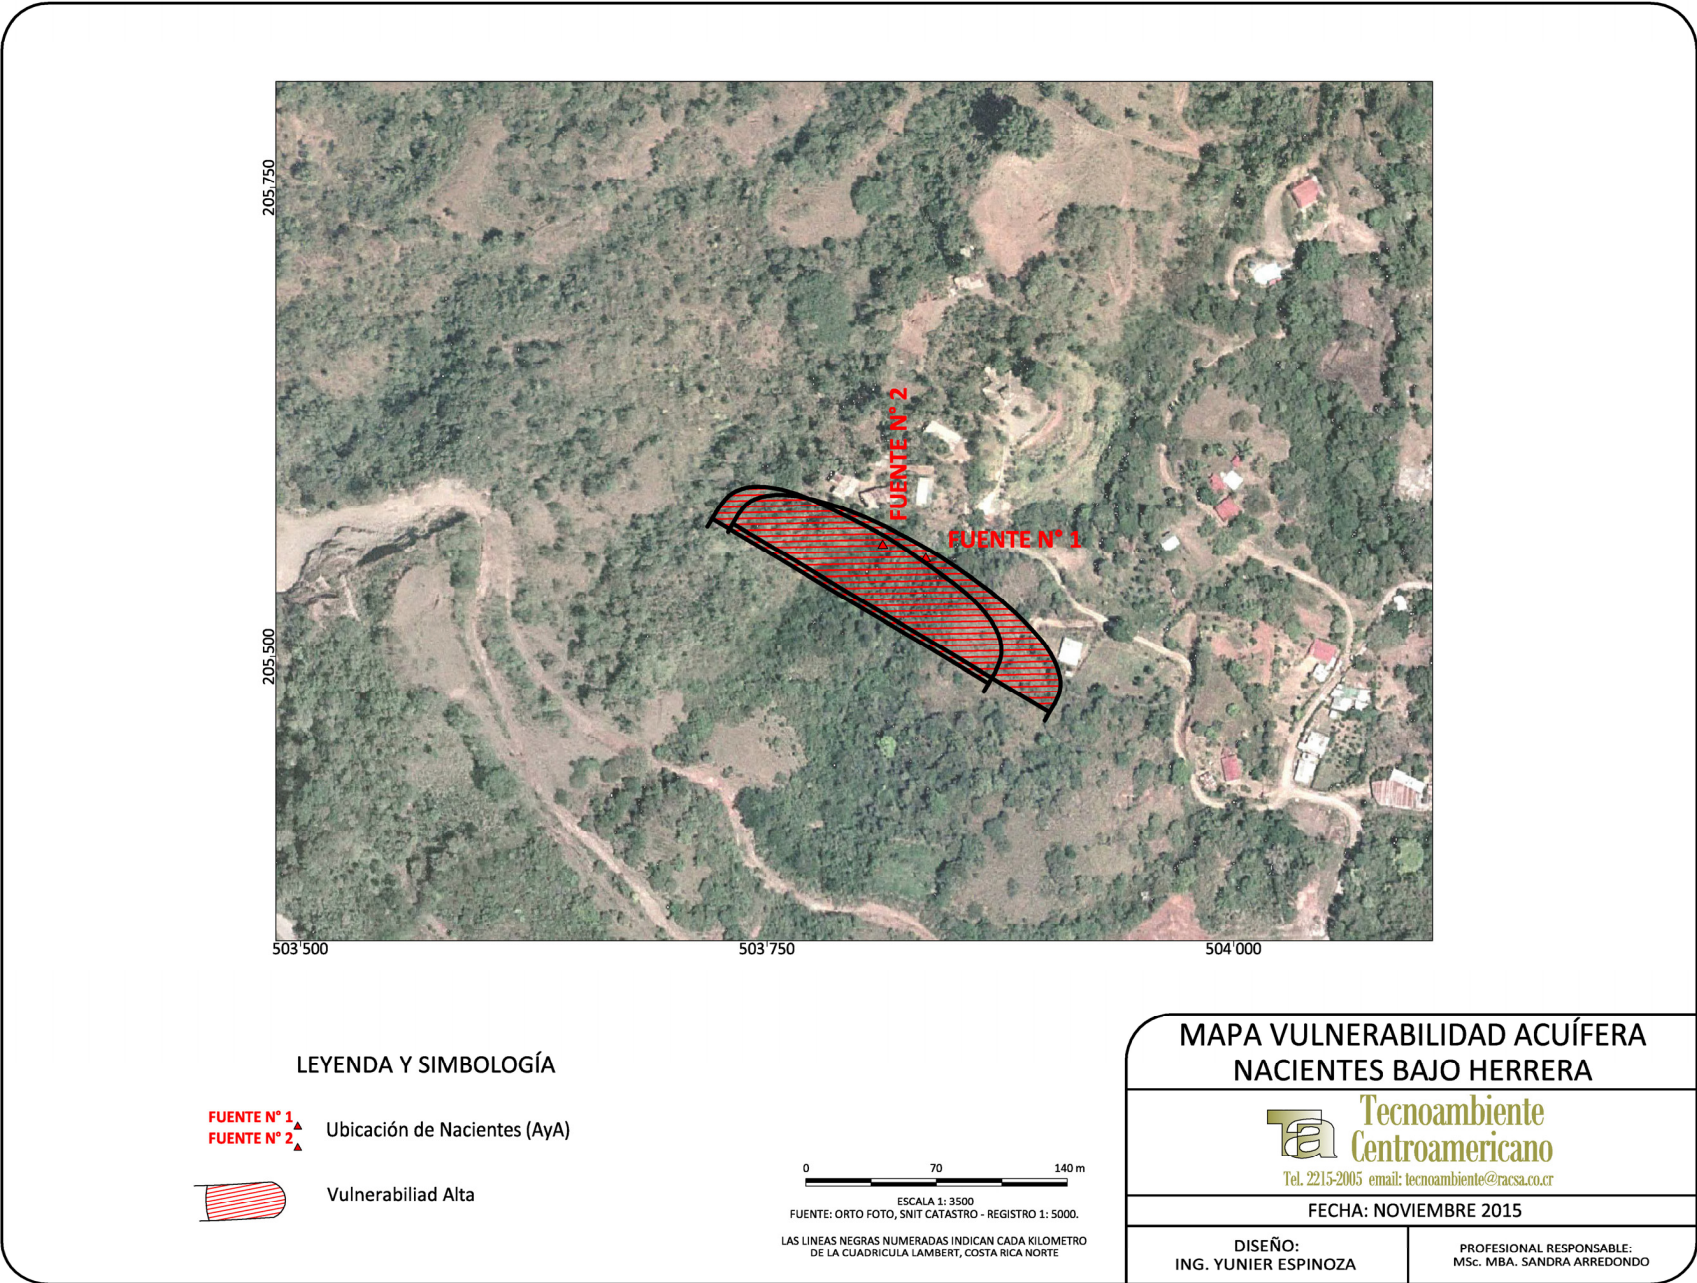 205,750
205,500
FUENTE N° 2
FUENTE N° 1
503'500
503'750
504'000
LEYENDA Y SIMBOLOGÍA
FUENTE N° 1
FUENTE N° 2
Ubicación de Nacientes (AyA)
Vulnerabiliad Alta
0 70 140 m
ESCALA 1: 3500
FUENTE: ORTO FOTO, SNIT CATASTRO - REGISTRO 1: 5000.
LAS LINEAS NEGRAS NUMERADAS INDICAN CADA KILOMETRO
DE LA CUADRICULA LAMBERT, COSTA RICA NORTE
MAPA VULNERABILIDAD ACUÍFERA
NACIENTES BAJO HERRERA
Ta
Tecnoambiente
Centroamericano
Tel. 2215-2005 email: tecnoambiente@racsa.co.cr
FECHA: NOVIEMBRE 2015
DISEÑO:
ING. YUNIER ESPINOZA
PROFESIONAL RESPONSABLE:
MSc. MBA. SANDRA ARREDONDO